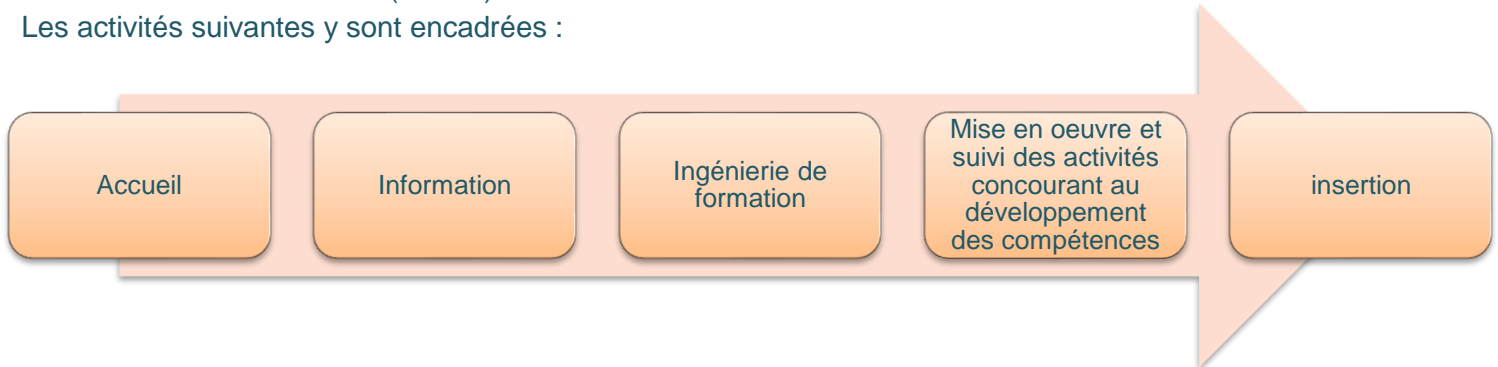 Les activités suivantes y sont encadrées :
Accueil
Information
Ingénierie de
formation
Mise en oeuvre et
suivi des activités
concourant au
développement
des compétences
insertion